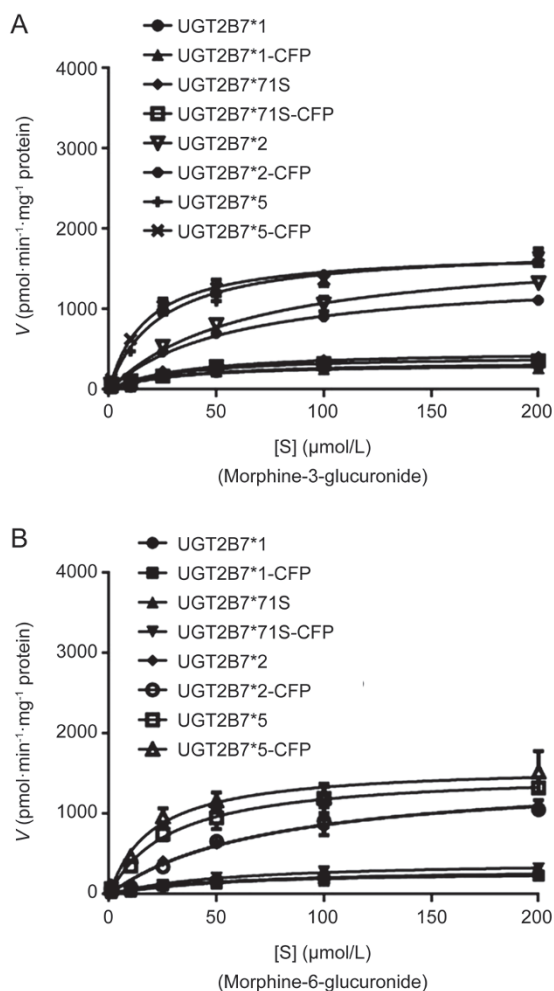 A
UGT2B7*1
UGT2B7*1-CFP
UGT2B7*71S
UGT2B7*71S-CFP
UGT2B7*2
UGT2B7*2-CFP
UGT2B7*5
UGT2B7*5-CFP
4000
3000
2000
1000
0
V (pmol·min⁻¹·mg⁻¹ protein)
0 50 100 150 200
[S] (μmol/L)
(Morphine-3-glucuronide)
B
UGT2B7*1
UGT2B7*1-CFP
UGT2B7*71S
UGT2B7*71S-CFP
UGT2B7*2
UGT2B7*2-CFP
UGT2B7*5
UGT2B7*5-CFP
4000
3000
2000
1000
0
V (pmol·min⁻¹·mg⁻¹ protein)
0 50 100 150 200
[S] (μmol/L)
(Morphine-6-glucuronide)